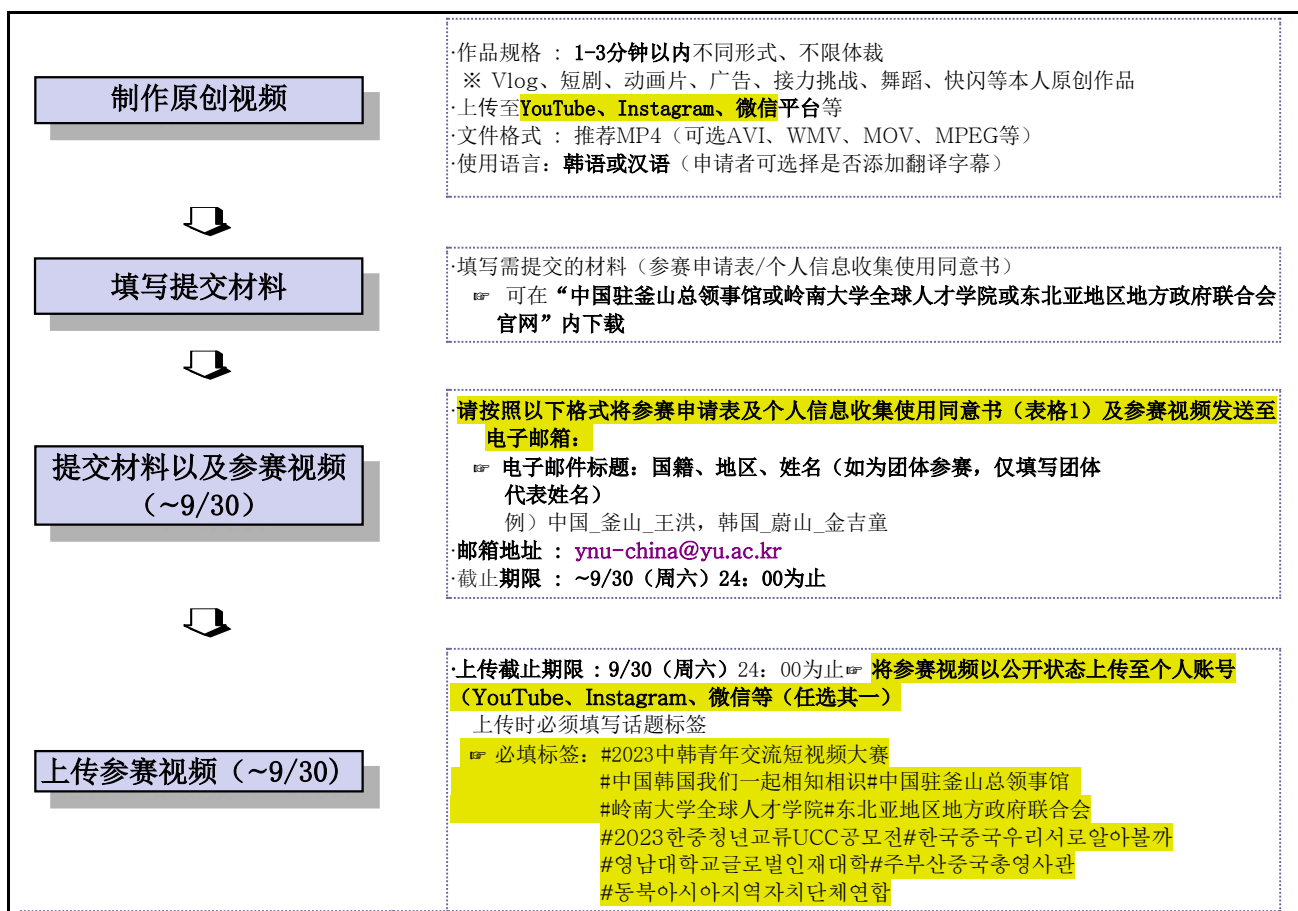 制作原创视频
·作品规格 : 1-3分钟以内不同形式、不限体裁
※ Vlog、短剧、动画片、广告、接力挑战、舞蹈、快闪等本人原创作品
·上传至YouTube、Instagram、微信平台等
·文件格式 : 推荐MP4（可选AVI、WMV、MOV、MPEG等）
·使用语言：韩语或汉语（申请者可选择是否添加翻译字幕）
填写提交材料
·填写需提交的材料（参赛申请表/个人信息收集使用同意书）
☞ 可在“中国驻釜山总领事馆或岭南大学全球人才学院或东北亚地区地方政府联合会
官网”内下载
提交材料以及参赛视频
（~9/30）
·请按照以下格式将参赛申请表及个人信息收集使用同意书（表格1）及参赛视频发送至
电子邮箱：
☞ 电子邮件标题：国籍、地区、姓名（如为团体参赛，仅填写团体
代表姓名）
例）中国_釜山_王洪，韩国_蔚山_金吉童
·邮箱地址 : ynu-china@yu.ac.kr
·截止期限 : ~9/30（周六）24：00为止
上传参赛视频（~9/30）
·上传截止期限 : 9/30（周六）24：00为止☞ 将参赛视频以公开状态上传至个人账号
（YouTube、Instagram、微信等（任选其一）
上传时必须填写话题标签
☞ 必填标签：#2023中韩青年交流短视频大赛
#中国韩国我们一起相知相识#中国驻釜山总领事馆
#岭南大学全球人才学院#东北亚地区地方政府联合会
#2023한중청년교류UCC공모전#한국중국우리서로알아볼까
#영남대학교글로벌인재대학#주부산중국총영사관
#동북아시아지역자치단체연합